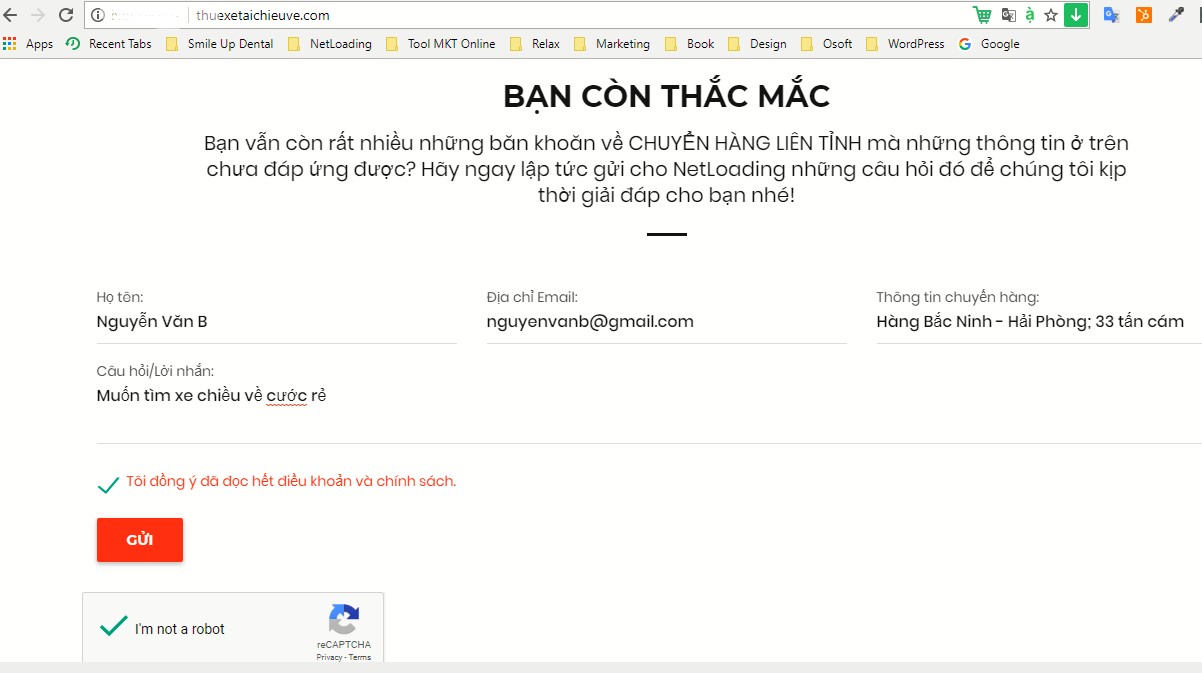 thuexetaichieuve.com
Apps Recent Tabs Smile Up Dental NetLoading Tool MKT Online Relax Marketing Book Design Osoft WordPress Google
BẠN CÒN THẮC MẮC
Bạn vẫn còn rất nhiều những băn khoăn về CHUYỂN HÀNG LIÊN TỈNH mà những thông tin ở trên
chưa đáp ứng được? Hãy ngay lập tức gửi cho NetLoading những câu hỏi đó để chúng tôi kịp
thời giải đáp cho bạn nhé!
Họ tên: Địa chỉ Email: Thông tin chuyến hàng:
Nguyễn Văn B nguyenvanb@gmail.com Hàng Bắc Ninh - Hải Phòng; 33 tấn cám
Câu hỏi/Lời nhắn:
Muốn tìm xe chiều về cước rẻ
Tôi đồng ý đã đọc hết điều khoản và chính sách.
GỬI
I'm not a robot
reCAPTCHA
Privacy - Terms